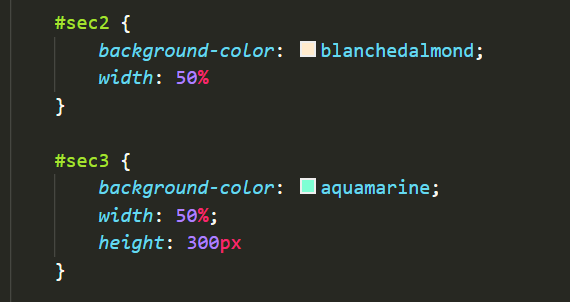 #sec2 {
background-color: blanchedalmond;
width: 50%
}
#sec3 {
background-color: aquamarine;
width: 50%;
height: 300px
}